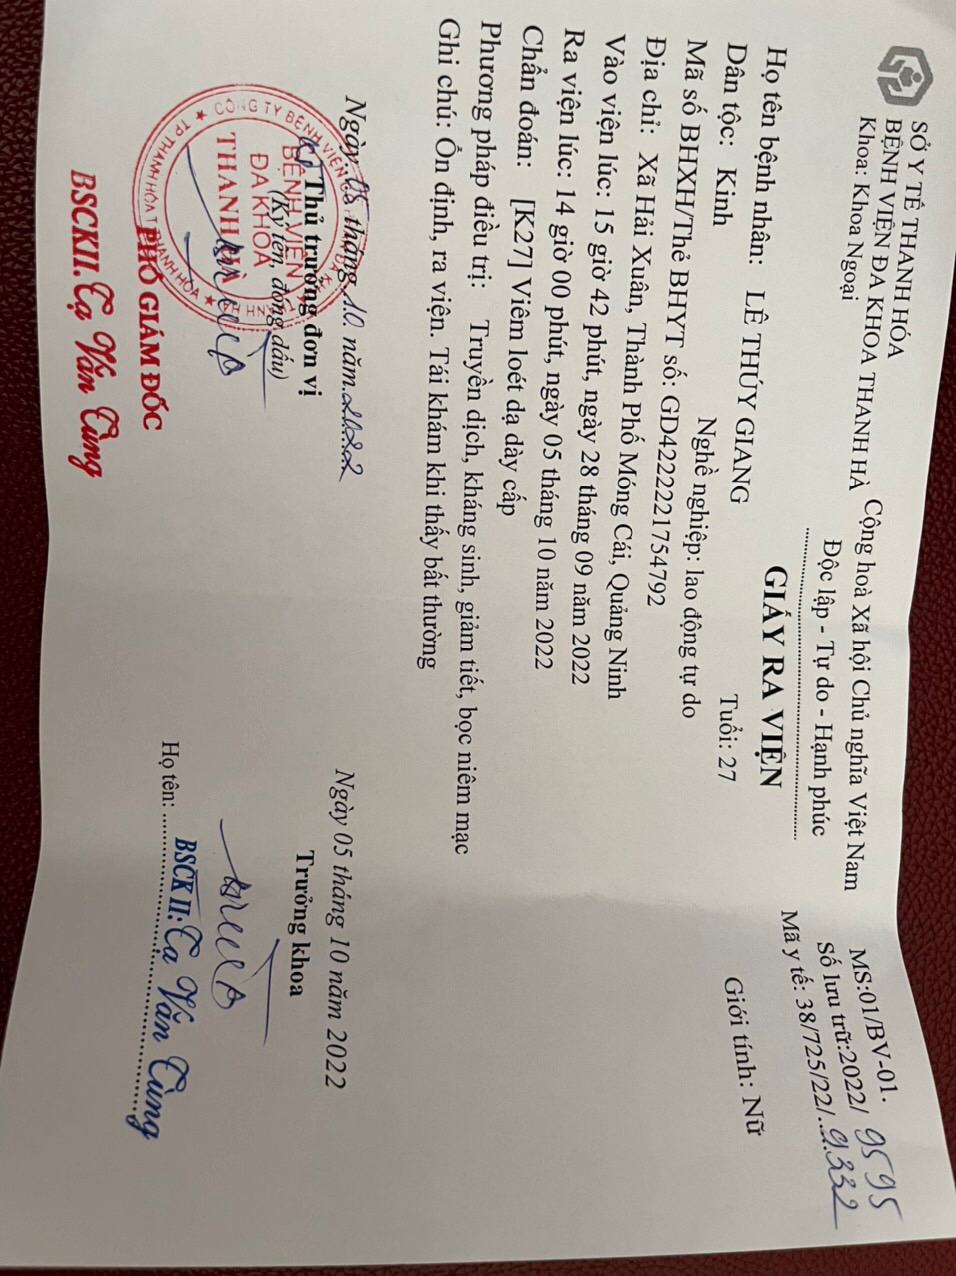 SỞ Y TẾ THANH HÓA
BỆNH VIỆN ĐA KHOA THANH HÀ
Khoa: Khoa Ngoại
Cộng hoà Xã hội Chủ nghĩa Việt Nam
Độc lập - Tự do - Hạnh phúc
MS:01/BV-01.
Số lưu trữ:2022/ 9595
Mã y tế: 38/725/22/....9332
GIẤY RA VIỆN
Họ tên bệnh nhân: LÊ THÚY GIANG Tuổi: 27 Giới tính: Nữ
Dân tộc: Kinh Nghề nghiệp: lao động tự do
Mã số BHXH/Thẻ BHYT số: GD4222221754792
Địa chỉ: Xã Hải Xuân, Thành Phố Móng Cái, Quảng Ninh
Vào viện lúc: 15 giờ 42 phút, ngày 28 tháng 09 năm 2022
Ra viện lúc: 14 giờ 00 phút, ngày 05 tháng 10 năm 2022
Chẩn đoán: [K27] Viêm loét dạ dày cấp
Phương pháp điều trị: Truyền dịch, kháng sinh, giảm tiết, bọc niêm mạc
Ghi chú: Ổn định, ra viện. Tái khám khi thấy bất thường
Ngày 05 tháng 10 năm 2022
Thủ trưởng đơn vị
(Ký tên, đóng dấu)
CÔNG TY BỆNH VIỆN
BỆNH VIỆN
ĐA KHOA
THANH HÀ
TP.THANH HÓA T. THANH HÓA
PHÓ GIÁM ĐỐC
BSCKII. Tạ Văn Cùng
Ngày 05 tháng 10 năm 2022
Trưởng khoa
Họ tên: BSCK II: Tạ Văn Cùng